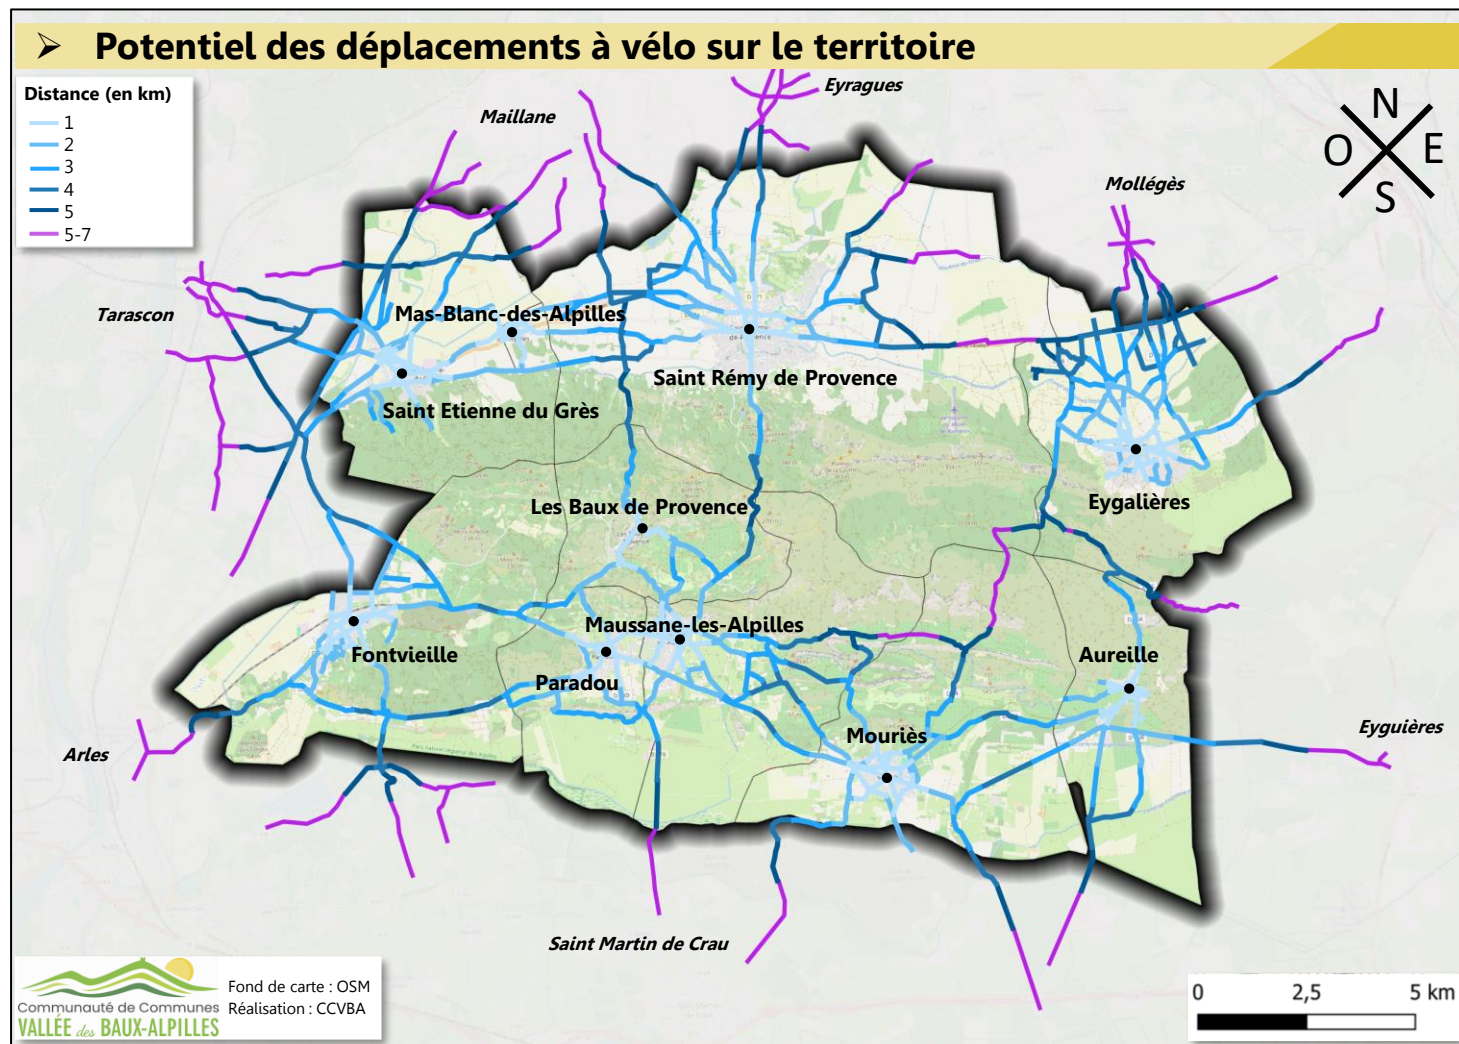 ➤ Potentiel des déplacements à vélo sur le territoire
Distance (en km)
1
2
3
4
5
5-7
N
O E
S
Eyragues
Maillane
Mollégès
Tarascon
Mas-Blanc-des-Alpilles
Saint Rémy de Provence
Saint Etienne du Grès
Les Baux de Provence
Eygalières
Maussane-les-Alpilles
Fontvieille
Aureille
Paradou
Mouriès
Eyguières
Arles
Saint Martin de Crau
Communauté de Communes
VALLÉE des BAUX-ALPILLES
Fond de carte : OSM
Réalisation : CCVBA
0 2,5 5 km